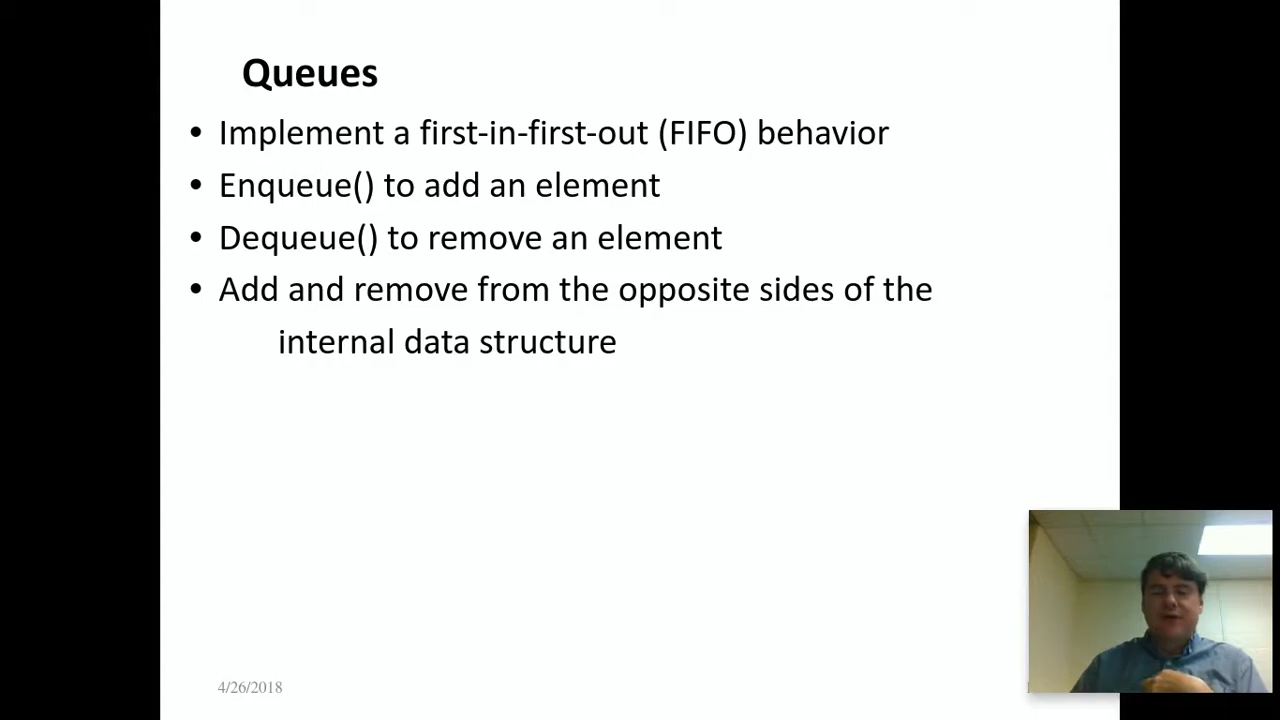 Queues
• Implement a first-in-first-out (FIFO) behavior
• Enqueue() to add an element
• Dequeue() to remove an element
• Add and remove from the opposite sides of the
internal data structure
4/26/2018